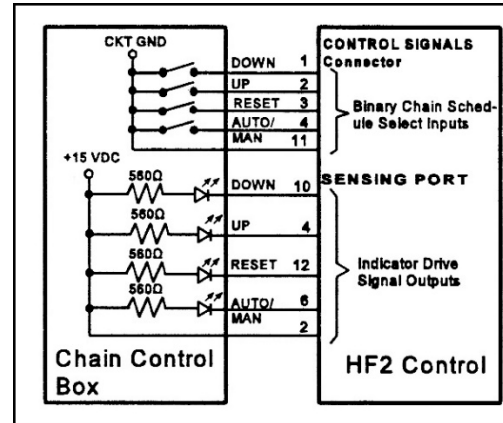 CKT GND
CONTROL SIGNALS
Connector
DOWN 1
UP 2
RESET 3
AUTO/ 4
MAN 11
Binary Chain Sched-
ule Select Inputs
+15 VDC
SENSING PORT
560Ω
DOWN 10
560Ω
UP 4
560Ω
RESET 12
560Ω
AUTO/ 6
MAN 2
Indicator Drive
Signal Outputs
Chain Control
Box
HF2 Control